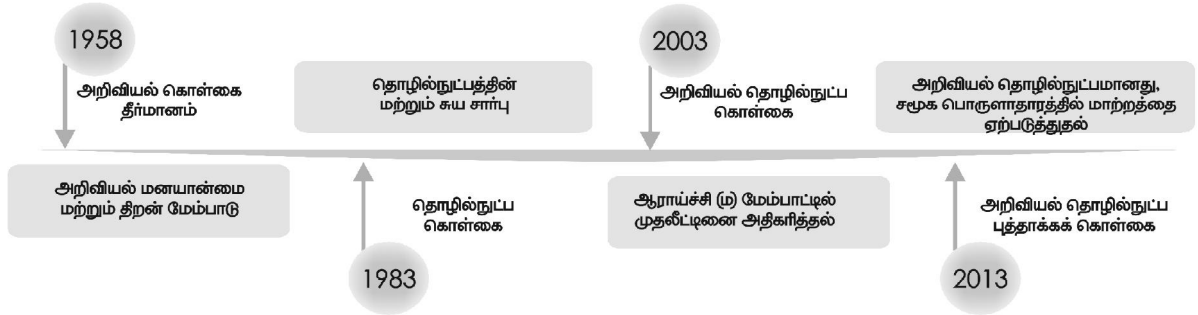 1958
அறிவியல் கொள்கை
தீர்மானம்
அறிவியல் மனயான்மை
மற்றும் திறன் மேம்பாடு
தொழில்நுட்பத்தின்
மற்றும் சுய சார்பு
தொழில்நுட்ப
கொள்கை
1983
2003
அறிவியல் தொழில்நுட்ப
கொள்கை
ஆராய்ச்சி (ம) மேம்பாட்டில்
முதலீட்டினை அதிகரித்தல்
அறிவியல் தொழில்நுட்பமானது,
சமூக பொருளாதாரத்தில் மாற்றத்தை
ஏற்படுத்துதல்
அறிவியல் தொழில்நுட்ப
புத்தாக்கக் கொள்கை
2013